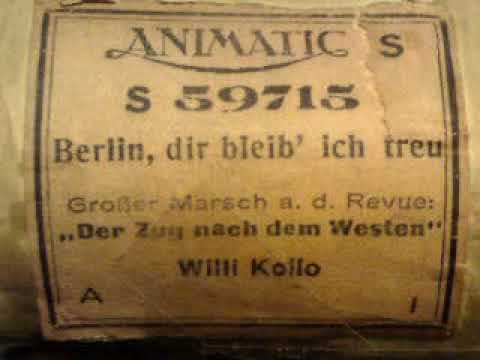 ANIMATIC S
S 59715
Berlin, dir bleib' ich treu
Großer Marsch a. d. Revue:
„Der Zug nach dem Westen"
Willi Kollo
A I